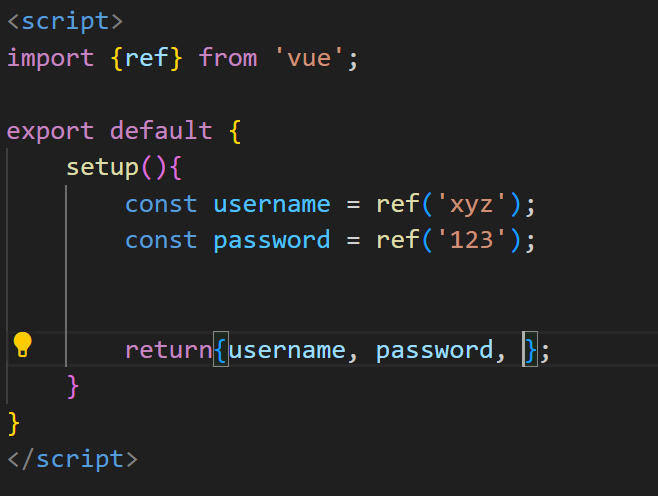 <script>
import {ref} from 'vue';
export default {
setup(){
const username = ref('xyz');
const password = ref('123');
return{username, password, };
}
}
</script>